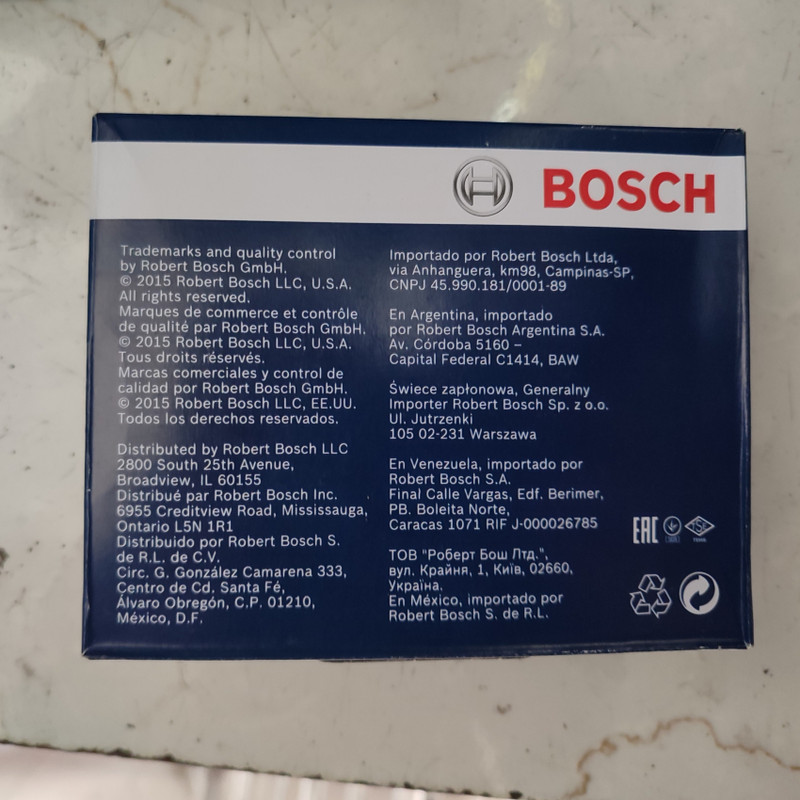 BOSCH
Trademarks and quality control
by Robert Bosch GmbH.
© 2015 Robert Bosch LLC, U.S.A.
All rights reserved.
Marques de commerce et contrôle
de qualité par Robert Bosch GmbH.
© 2015 Robert Bosch LLC, U.S.A.
Tous droits réservés.
Marcas comerciales y control de
calidad por Robert Bosch GmbH.
© 2015 Robert Bosch LLC, EE.UU.
Todos los derechos reservados.
Distributed by Robert Bosch LLC
2800 South 25th Avenue,
Broadview, IL 60155
Distribué par Robert Bosch Inc.
6955 Creditview Road, Mississauga,
Ontario L5N 1R1
Distribuido por Robert Bosch S.
de R.L. de C.V.
Circ. G. González Camarena 333,
Centro de Cd. Santa Fé,
Álvaro Obregón, C.P. 01210,
México, D.F.
Importado por Robert Bosch Ltda,
via Anhanguera, km98, Campinas-SP,
CNPJ 45.990.181/0001-89
En Argentina, importado
por Robert Bosch Argentina S.A.
Av. Córdoba 5160 –
Capital Federal C1414, BAW
Świece zapłonowa, Generalny
Importer Robert Bosch Sp. z o.o.
Ul. Jutrzenki
105 02-231 Warszawa
En Venezuela, importado por
Robert Bosch S.A.
Final Calle Vargas, Edf. Berimer,
PB. Boleita Norte,
Caracas 1071 RIF J-000026785
ТОВ "Роберт Бош Лтд.",
вул. Крайня, 1, Київ, 02660,
Україна.
En México, importado por
Robert Bosch S. de R.L.
EAC